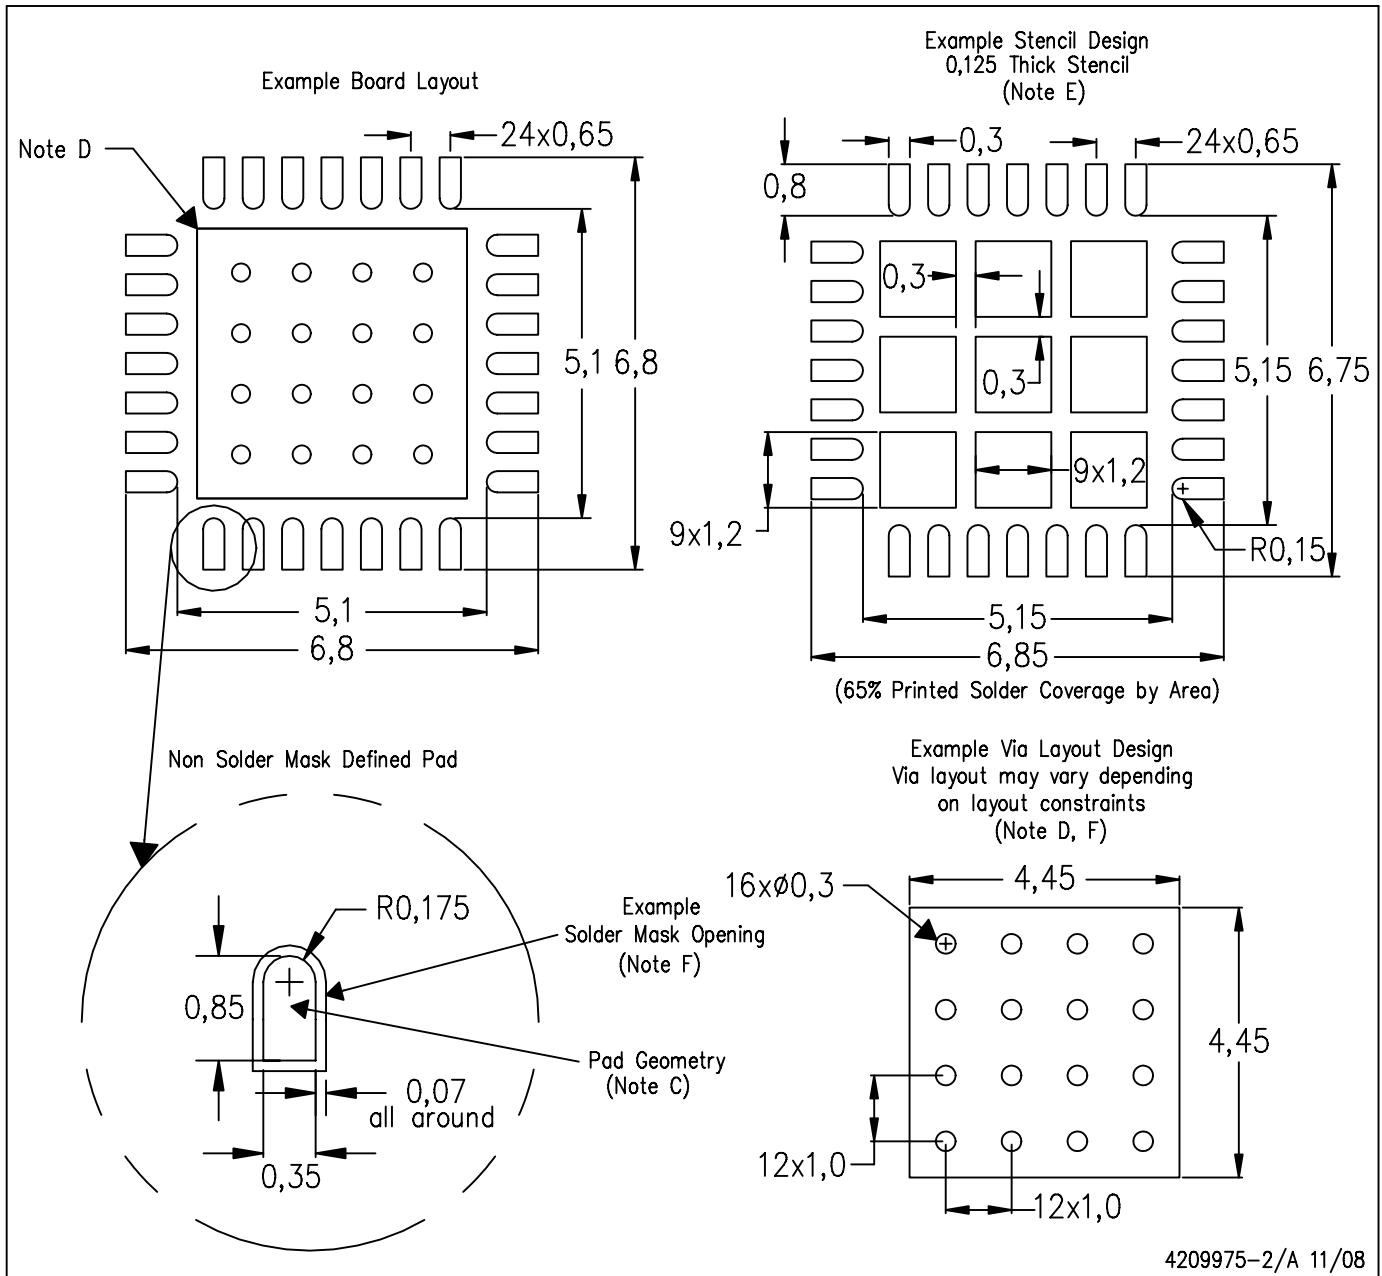 Example Board Layout
Note D
24x0,65
5,1
6,8
5,1
6,8
Example Stencil Design
0,125 Thick Stencil
(Note E)
0,3
24x0,65
0,8
0,3
0,3
5,15
6,75
9x1,2
9x1,2
R0,15
5,15
6,85
(65% Printed Solder Coverage by Area)
Non Solder Mask Defined Pad
R0,175
Example
Solder Mask Opening
(Note F)
0,85
Pad Geometry
(Note C)
0,07
all around
0,35
Example Via Layout Design
Via layout may vary depending
on layout constraints
(Note D, F)
4,45
16xø0,3
4,45
12x1,0
12x1,0
4209975-2/A 11/08